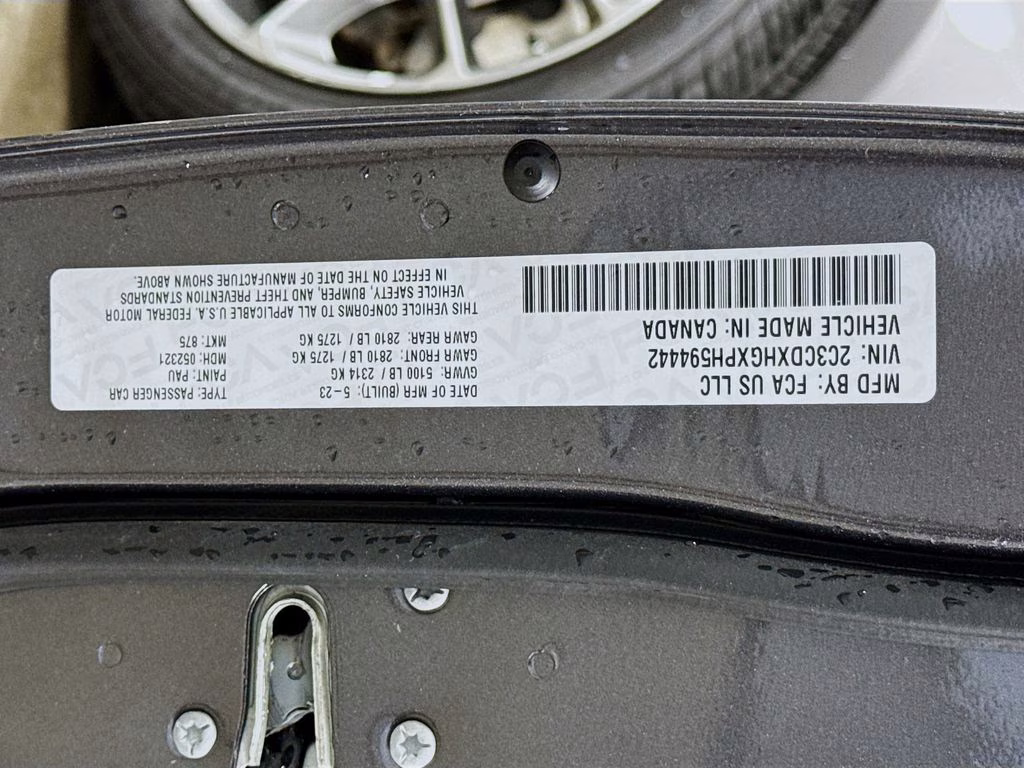 MFD BY: FCA US LLC
VIN: 2C3CDXHGXPH594442
VEHICLE MADE IN: CANADA
DATE OF MFR (BUILT): 5-23
GVWR: 5100 LB / 2314 KG
GAWR FRONT: 2810 LB / 1275 KG
GAWR REAR: 2810 LB / 1275 KG
TYPE: PASSENGER CAR
PAINT: PAU
MDH: 052321
MKT: 875
THIS VEHICLE CONFORMS TO ALL APPLICABLE U.S.A. FEDERAL MOTOR
VEHICLE SAFETY, BUMPER, AND THEFT PREVENTION STANDARDS
IN EFFECT ON THE DATE OF MANUFACTURE SHOWN ABOVE.